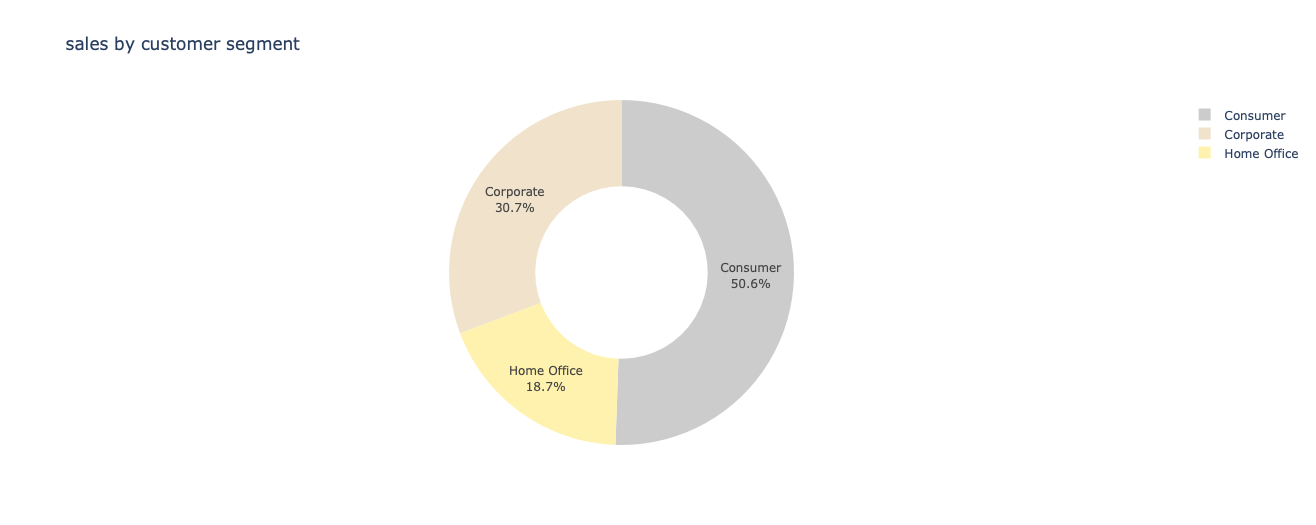 sales by customer segment
Consumer
Corporate
Home Office
Corporate
30.7%
Consumer
50.6%
Home Office
18.7%